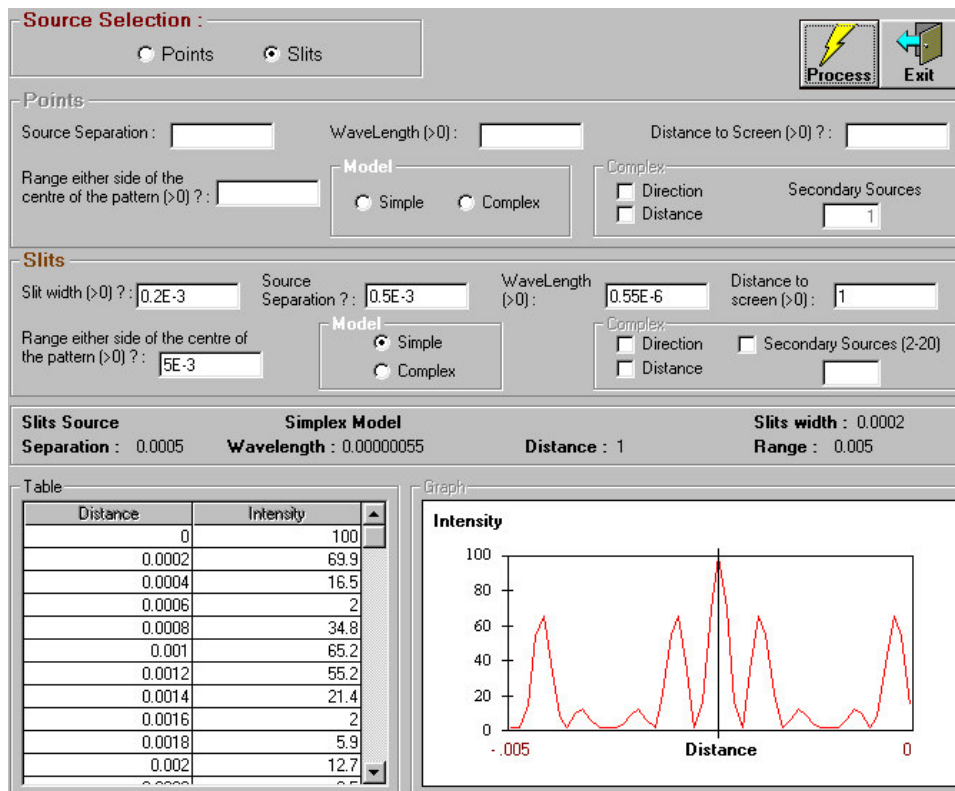 Source Selection :
Points Slits
Process Exit
Points
Source Separation : WaveLength (>0) : Distance to Screen (>0) ? :
Range either side of the
centre of the pattern (>0) ? :
Model
Simple Complex
Complex
Direction
Distance
Secondary Sources
1
Slits
Slit width (>0) ? : 0.2E-3
Source
Separation ? : 0.5E-3
WaveLength
(>0) : 0.55E-6
Distance to
screen (>0) : 1
Range either side of the centre of
the pattern (>0) ? : 5E-3
Model
Simple
Complex
Complex
Direction
Distance
Secondary Sources (2-20)
Slits Source Simplex Model Slits width : 0.0002
Separation : 0.0005 Wavelength : 0.00000055 Distance : 1 Range : 0.005
Table
Distance Intensity
0 100
0.0002 69.9
0.0004 16.5
0.0006 2
0.0008 34.8
0.001 65.2
0.0012 55.2
0.0014 21.4
0.0016 2
0.0018 5.9
0.002 12.7
Graph
Intensity
100
80
60
40
20
0
-.005 Distance 0